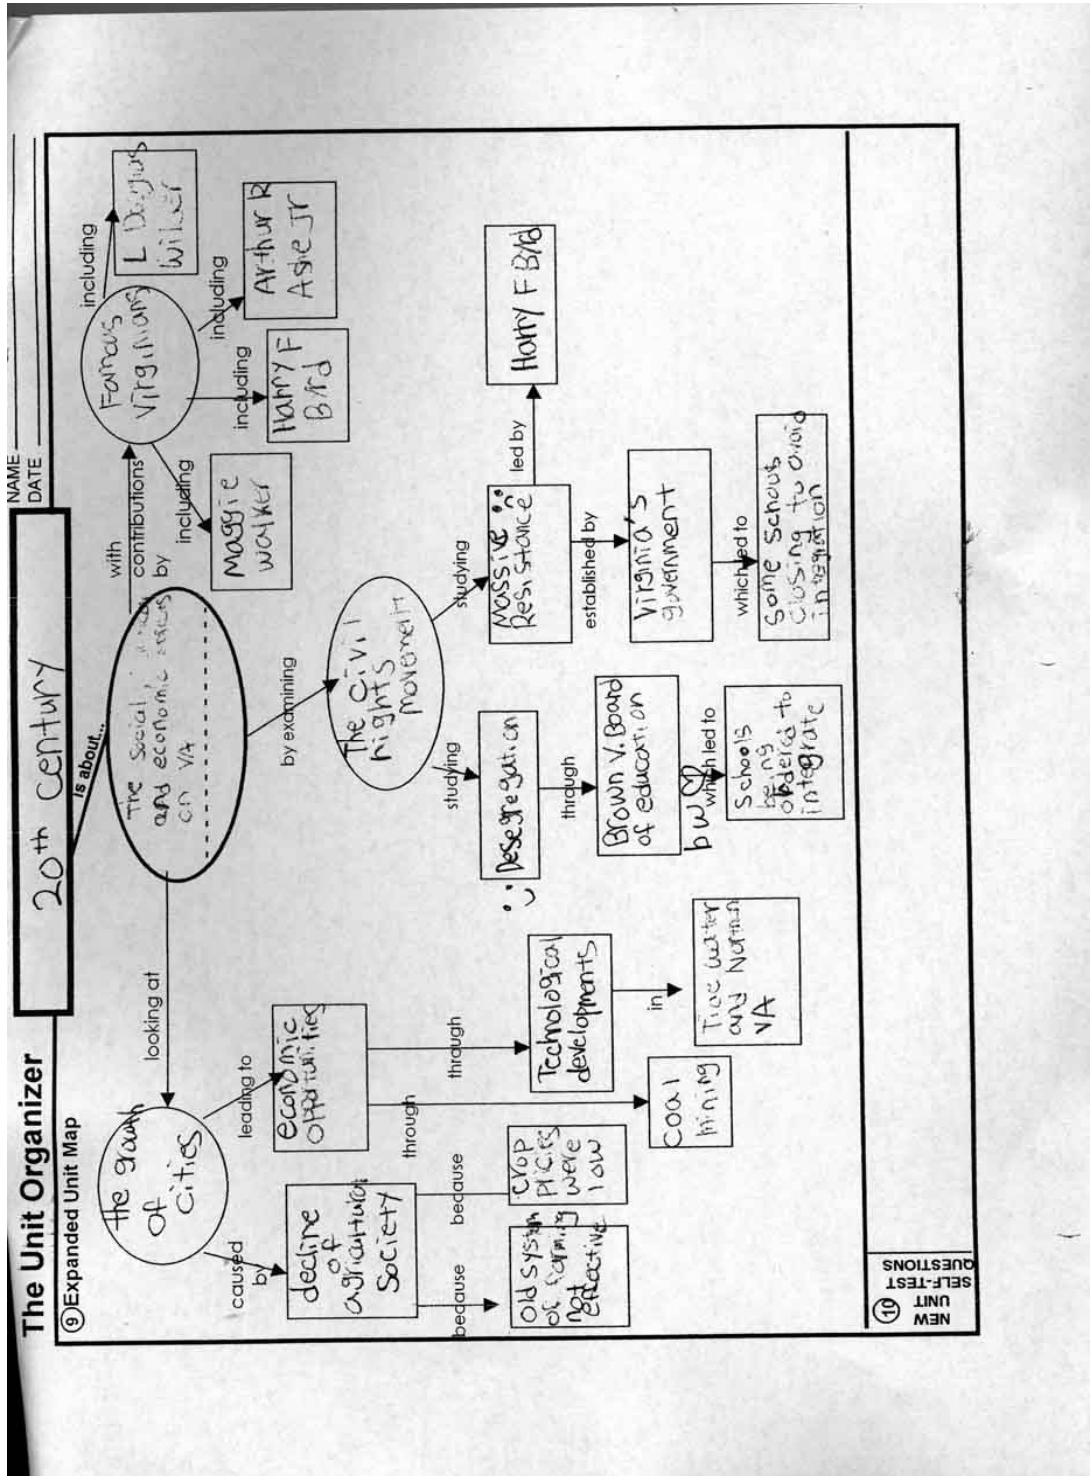 The Unit Organizer
NAME
DATE
9 Expanded Unit Map
20th century
is about...
The social
and economic
on VA
looking at
the growth
of
cities
caused
by
decline
of
agricultural
Society
because
old system
of farming
not
effective
because
crop
pricies
were
low
leading to
economic
opportunities
through
coal
mining
through
Technological
developments
in
Tidewater
and Northern
VA
by examining
The Civil
rights
movement
studying
Desegregation
through
Brown V. Board
of education
bw
which led to
Schools
being
ordered to
integrate
studying
Massive
Resistance
led by
Harry F Brd
established by
Virginia's
government
which led to
Some schools
closing to avoid
integration
with
contributions
by
Famous
Virginians
including
Maggie
walker
including
Harry F
Brd
including
Arthur R
Ashe Jr
including
L Douglas
Wilder
10
NEW
UNIT
SELF-TEST
QUESTIONS